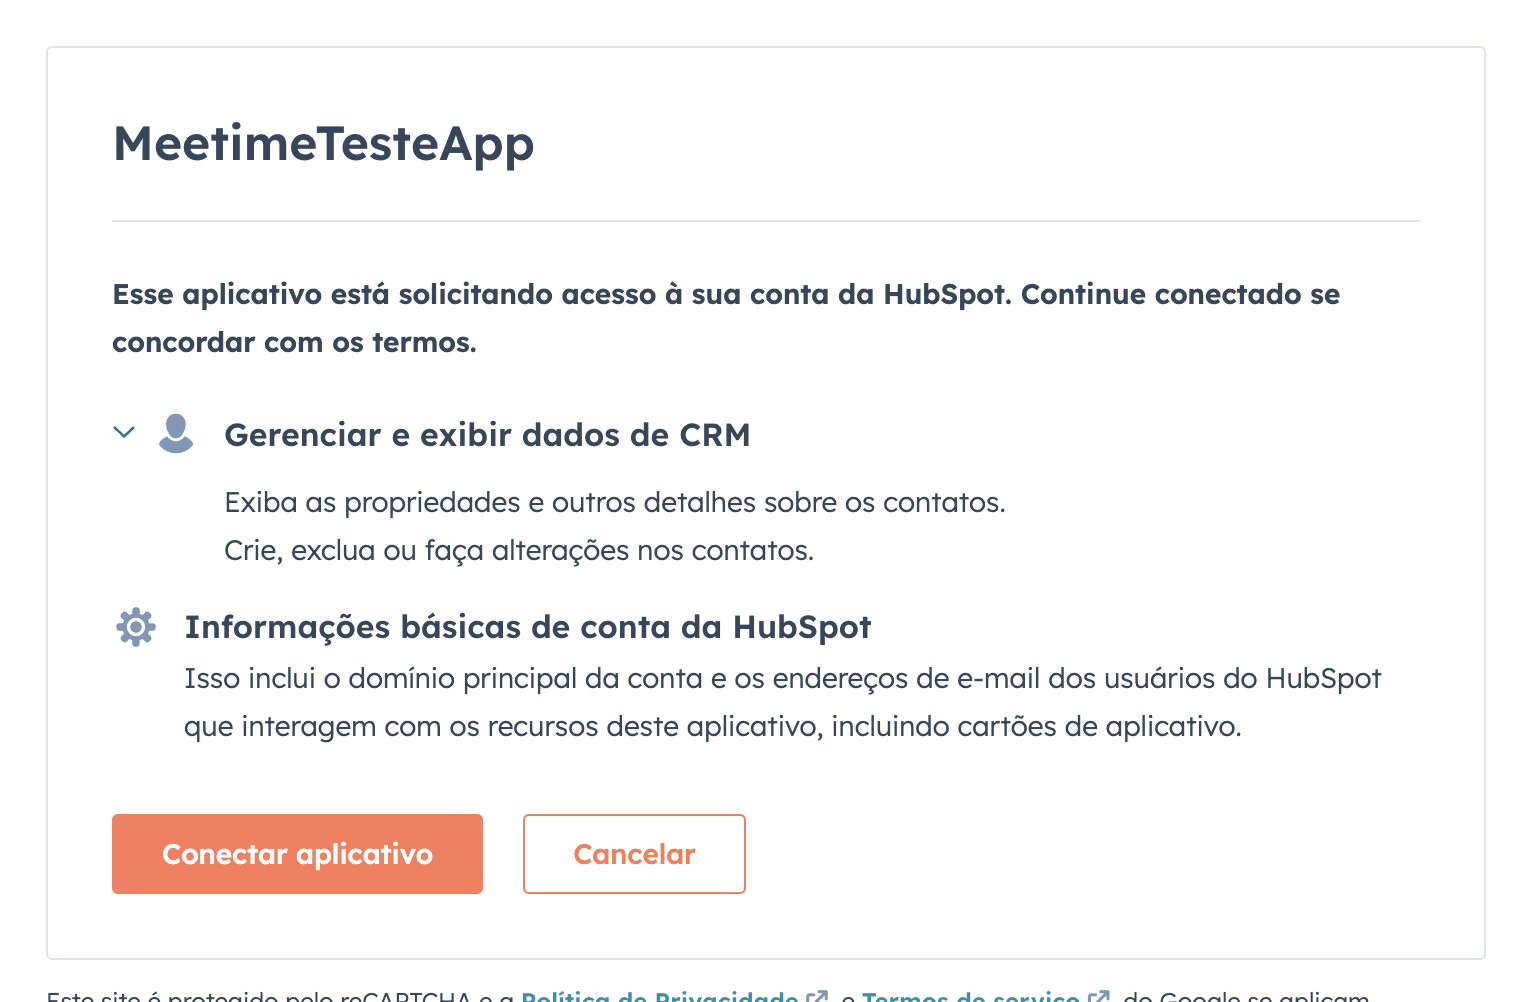 MeetimeTesteApp
Esse aplicativo está solicitando acesso à sua conta da HubSpot. Continue conectado se
concordar com os termos.
Gerenciar e exibir dados de CRM
Exiba as propriedades e outros detalhes sobre os contatos.
Crie, exclua ou faça alterações nos contatos.
Informações básicas de conta da HubSpot
Isso inclui o domínio principal da conta e os endereços de e-mail dos usuários do HubSpot
que interagem com os recursos deste aplicativo, incluindo cartões de aplicativo.
Conectar aplicativo Cancelar
Este site é protegido pelo reCAPTCHA e a Política de Privacidade e Termos de serviço do Google se aplicam